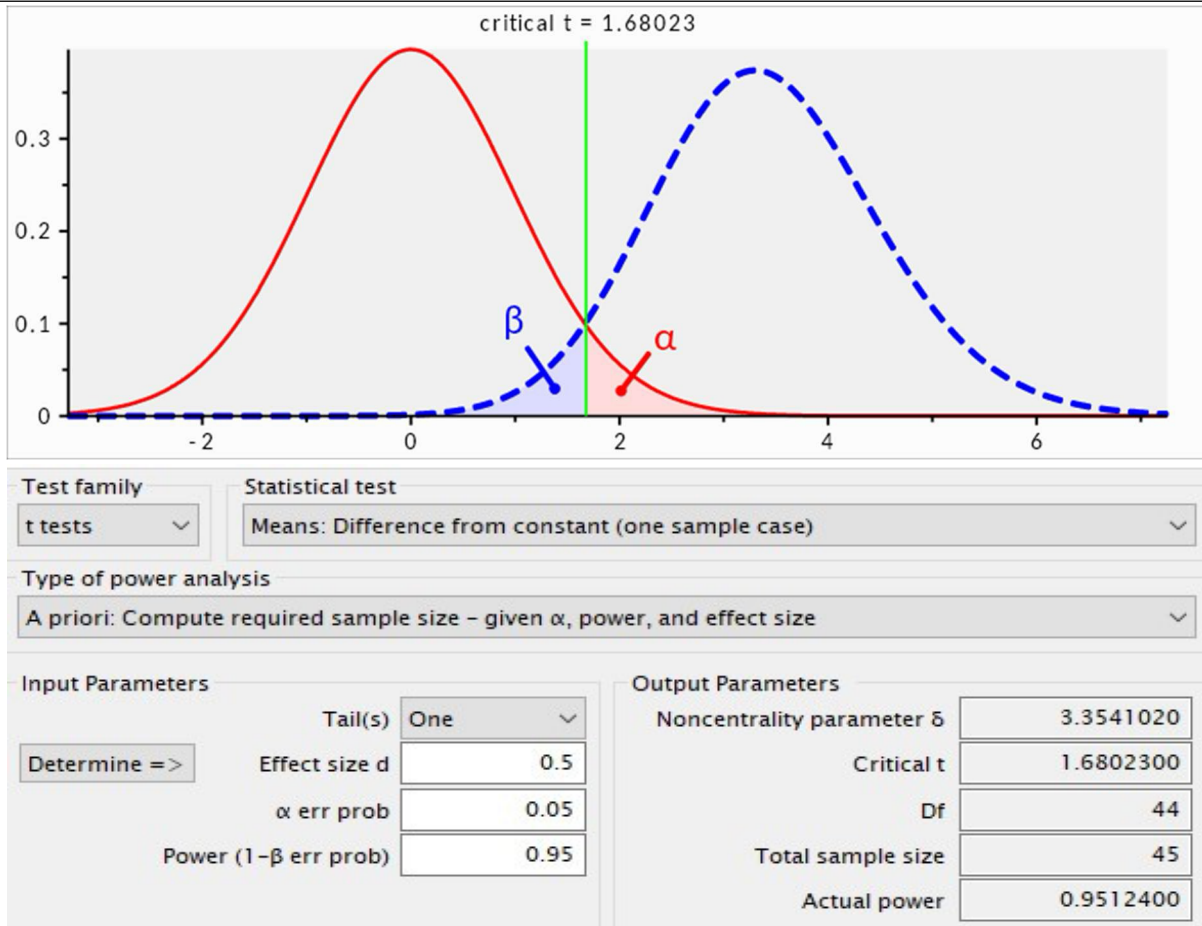 critical t = 1.68023
0.3
0.2
0.1
0
β
α
-2 0 2 4 6
Test family Statistical test
t tests Means: Difference from constant (one sample case)
Type of power analysis
A priori: Compute required sample size – given α, power, and effect size
Input Parameters Output Parameters
Tail(s) One Noncentrality parameter δ 3.3541020
Determine => Effect size d 0.5 Critical t 1.6802300
α err prob 0.05 Df 44
Power (1-β err prob) 0.95 Total sample size 45
Actual power 0.9512400